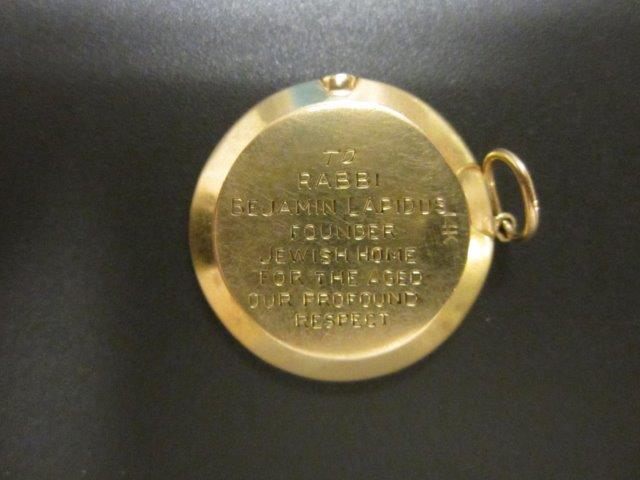 TO
RABBI
BEJAMIN LAPIDUS
FOUNDER
JEWISH HOME
FOR THE AGED
OUR PROFOUND
RESPECT
14K